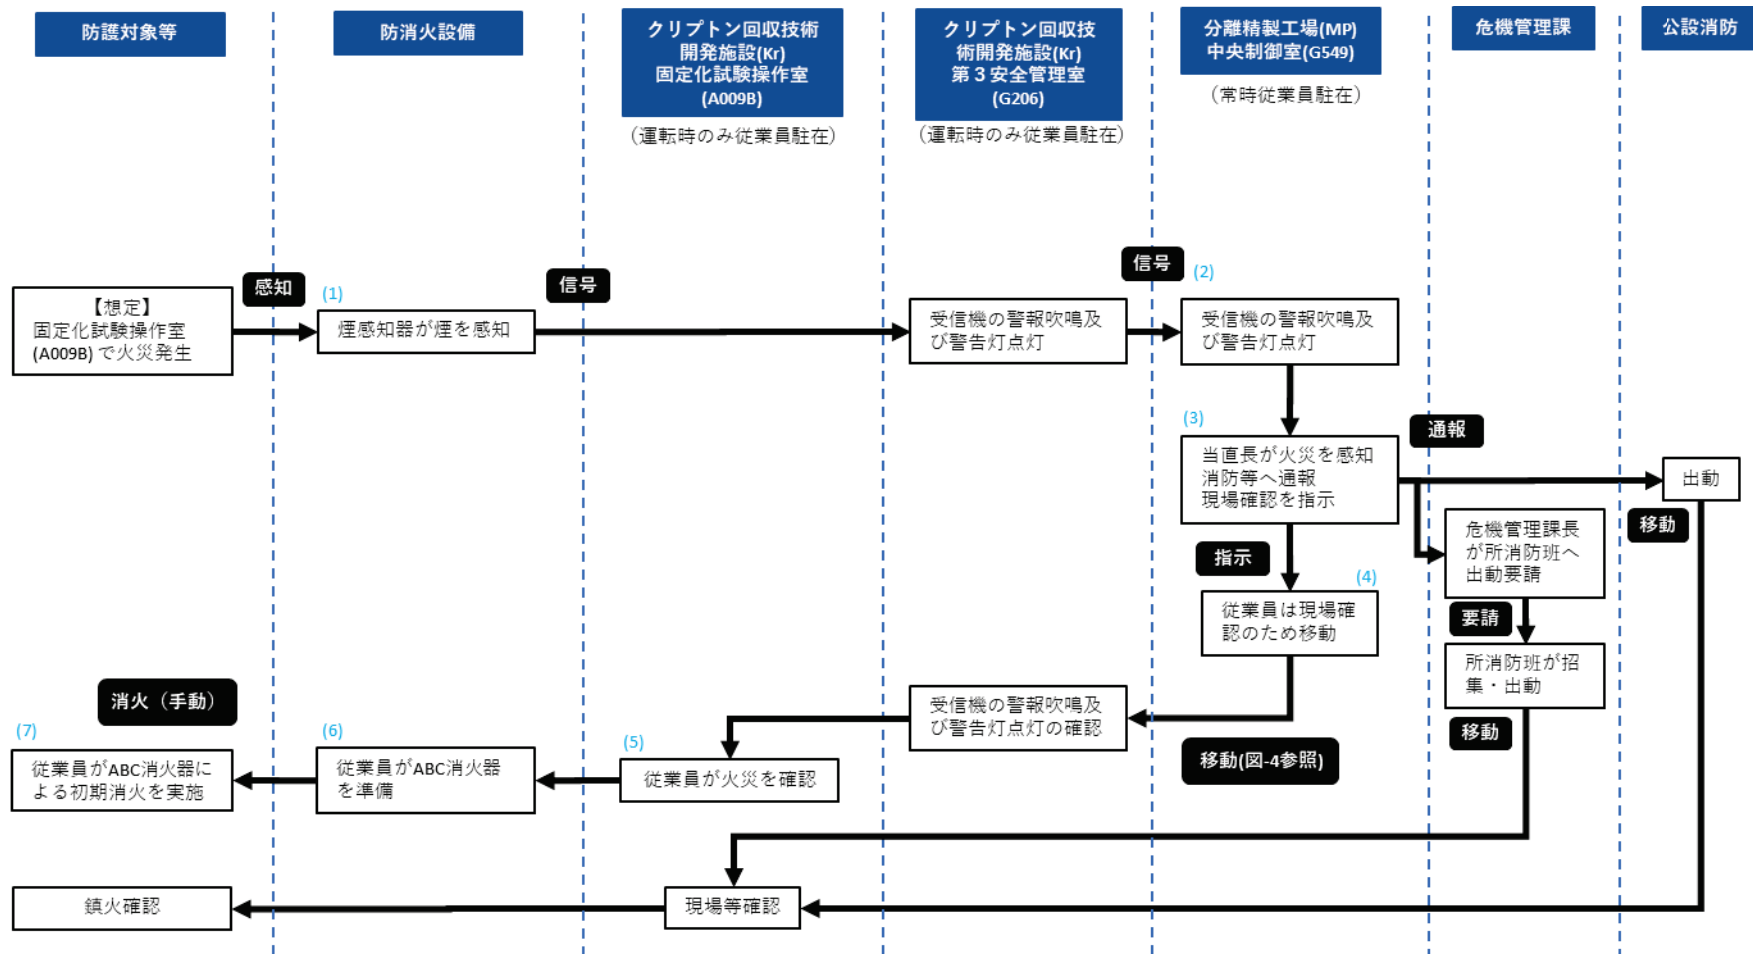 防護対象等
防消火設備
クリプトン回収技術
開発施設(Kr)
固定化試験操作室
(A009B)
(運転時のみ従業員駐在)
クリプトン回収技
術開発施設(Kr)
第３安全管理室
(G206)
(運転時のみ従業員駐在)
分離精製工場(MP)
中央制御室(G549)
(常時従業員駐在)
危機管理課
公設消防
【想定】
固定化試験操作室
(A009B) で火災発生
感知
(1)
煙感知器が煙を感知
信号
受信機の警報吹鳴及
び警告灯点灯
信号
(2)
受信機の警報吹鳴及
び警告灯点灯
(3)
当直長が火災を感知
消防等へ通報
現場確認を指示
通報
出動
移動
危機管理課長
が所消防班へ
出動要請
指示
(4)
従業員は現場確
認のため移動
要請
所消防班が招
集・出動
移動
移動(図-4参照)
受信機の警報吹鳴及
び警告灯点灯の確認
(5)
従業員が火災を確認
(6)
従業員がABC消火器
を準備
消火（手動）
(7)
従業員がABC消火器に
よる初期消火を実施
現場等確認
鎮火確認